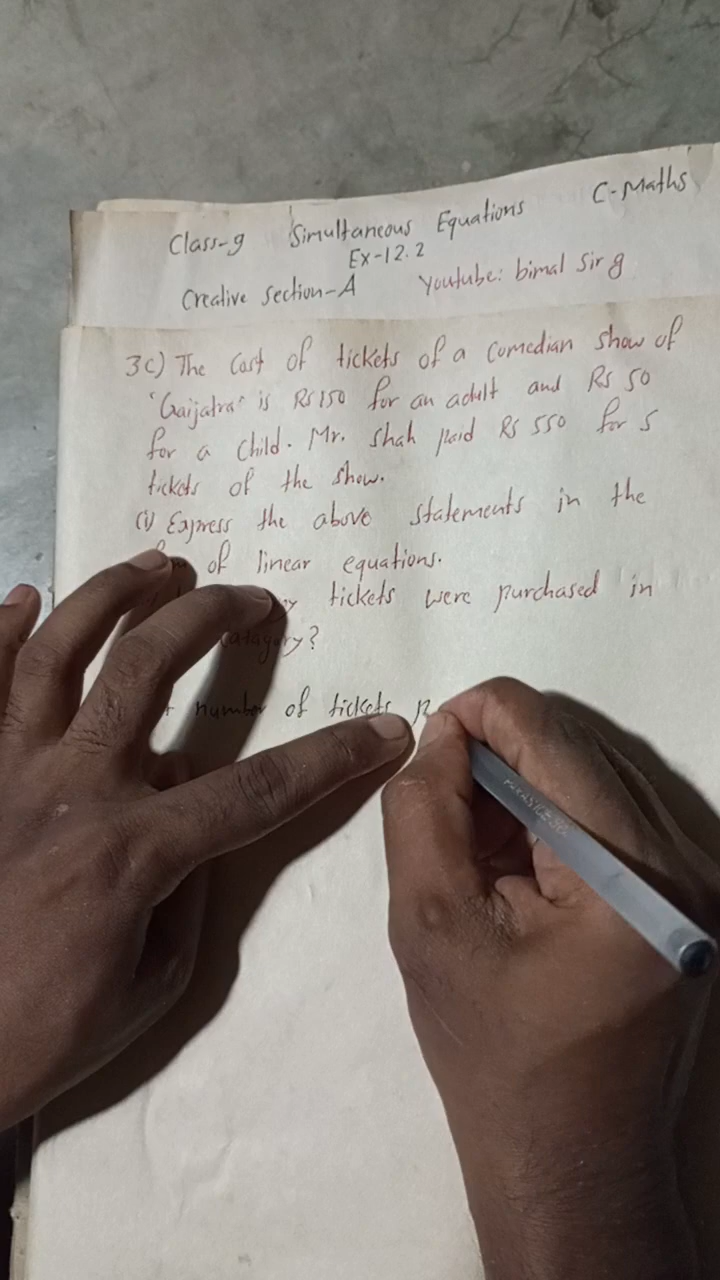 Class-9 Simultaneous Equations C-Maths
Ex-12.2
Creative Section-A Youtube: bimal Sir g
3c) The Cost of tickets of a Comedian show of
"Gaijatra" is Rs 150 for an adult and Rs 50
for a child. Mr. Shah paid Rs 550 for 5
tickets of the show.
(i) Express the above statements in the
of linear equations.
tickets were purchased in
catagory?
number of tickets p